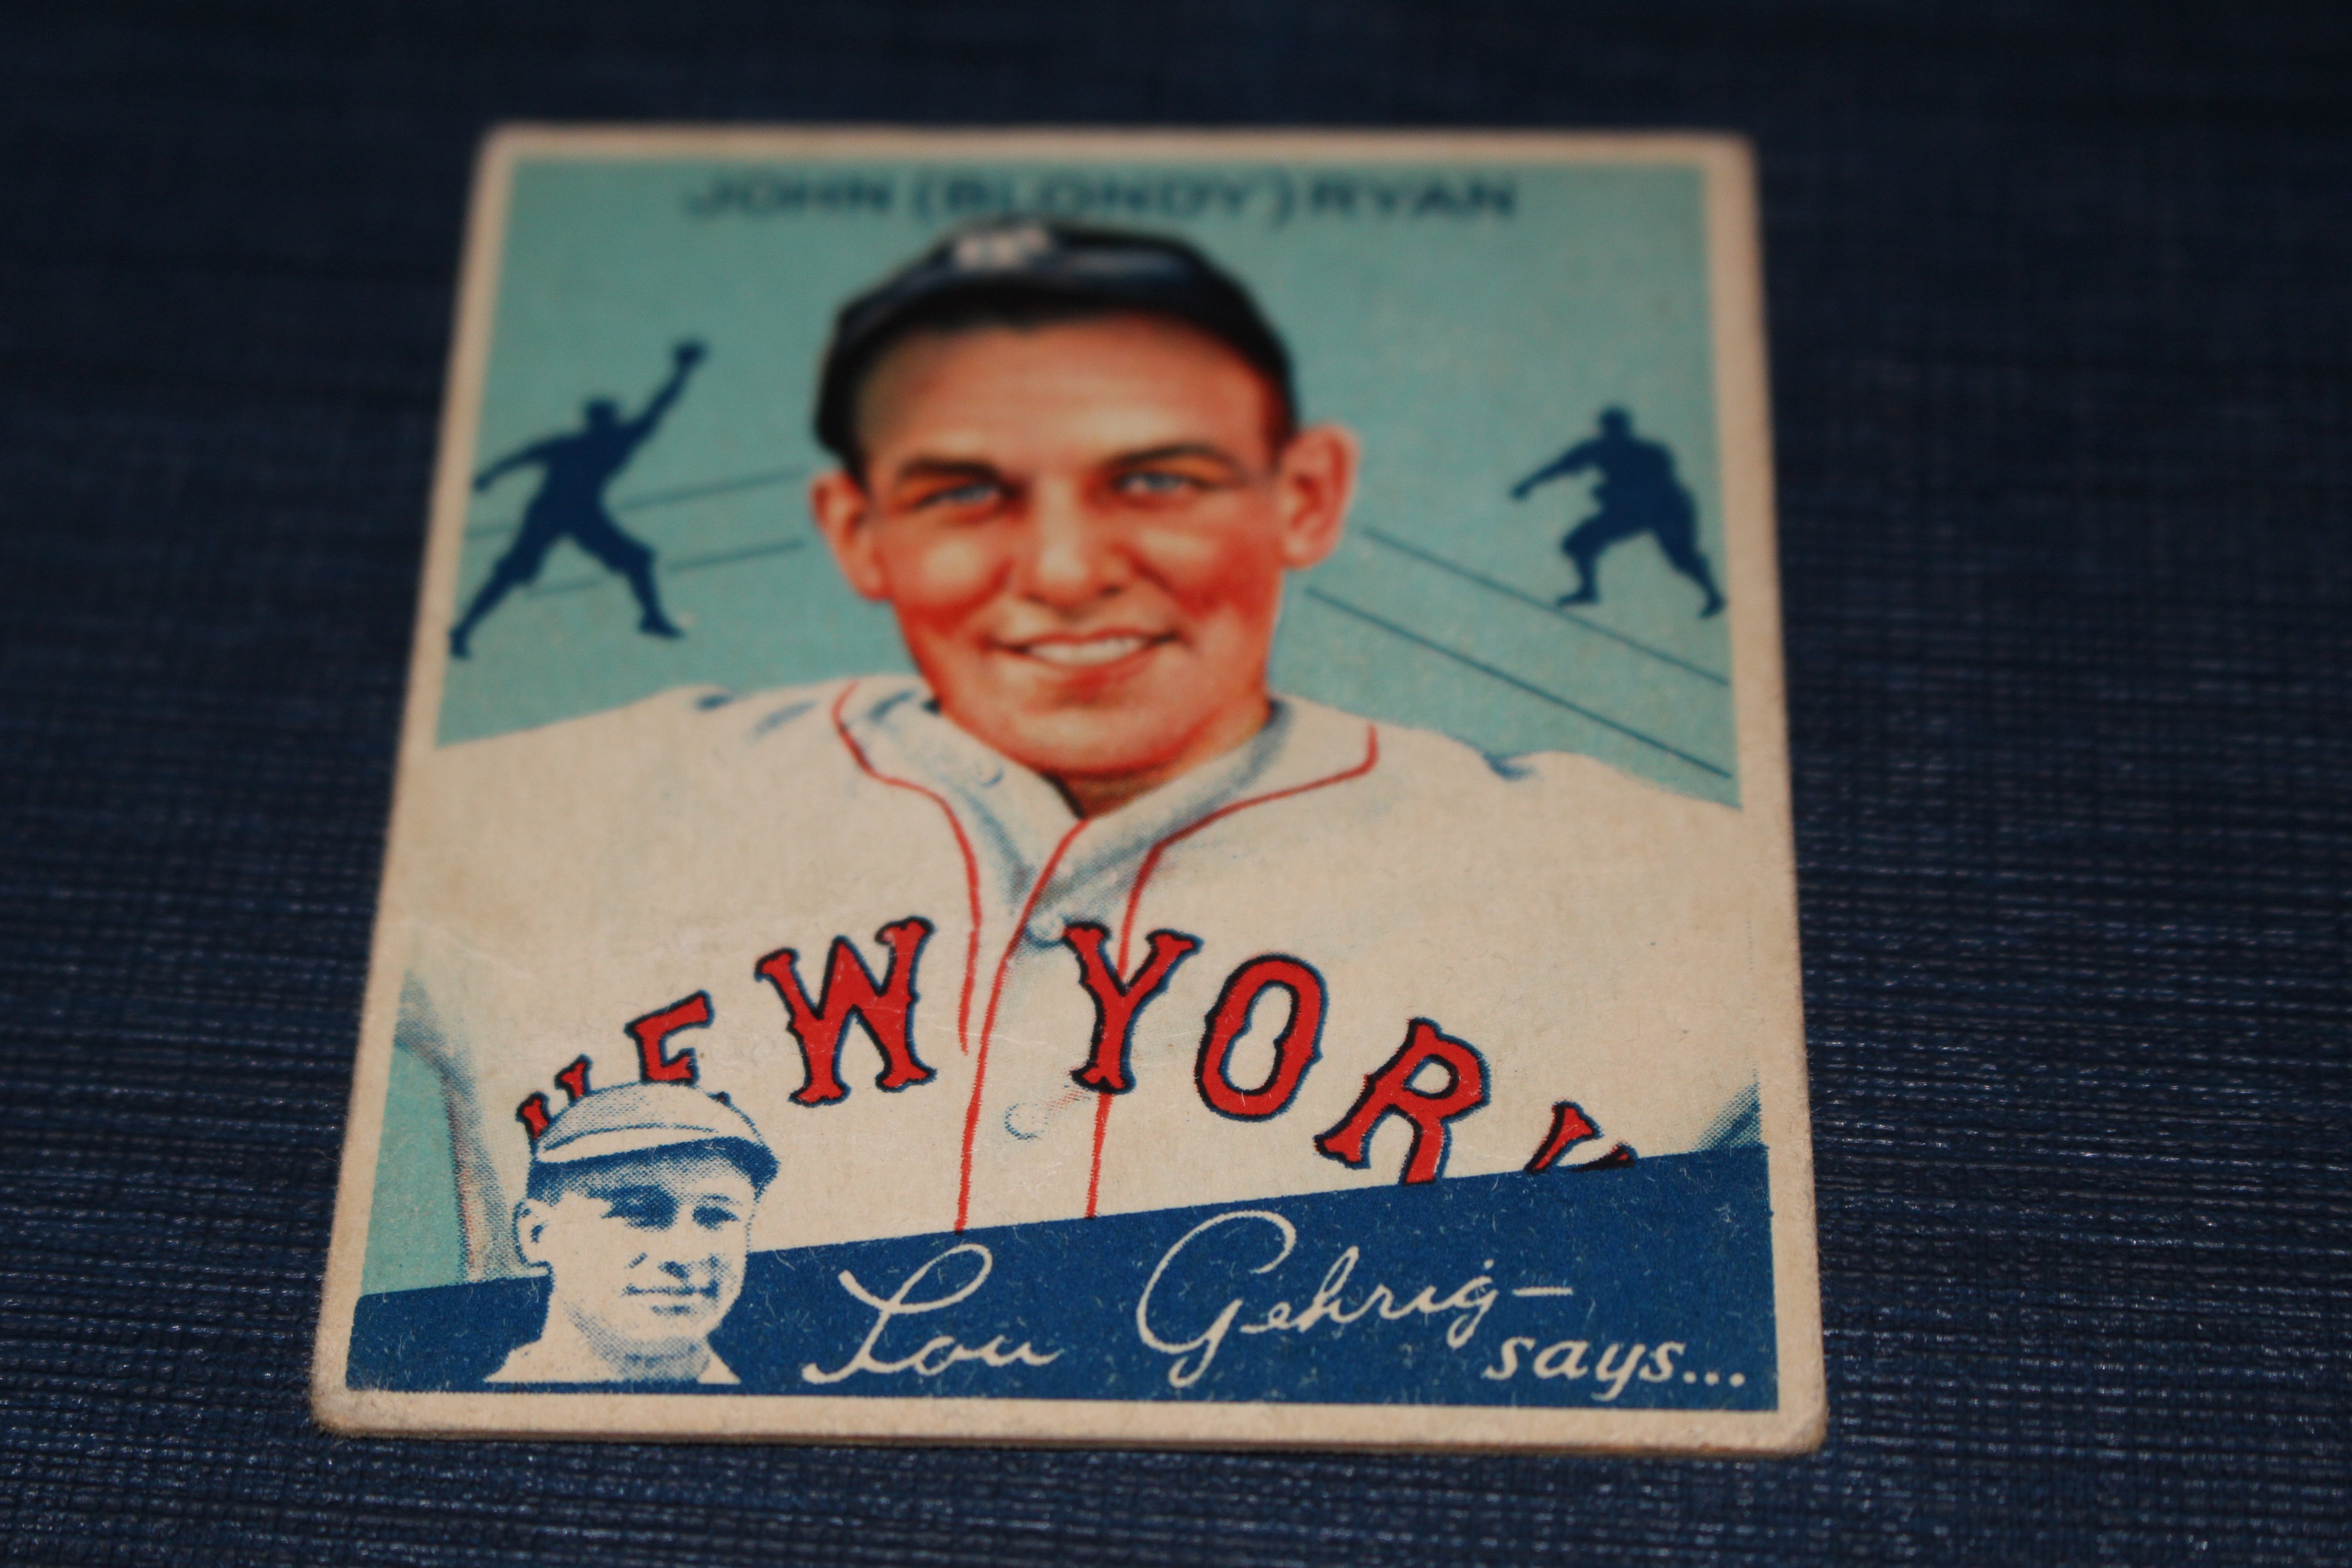 JOHN (BLONDY) RYAN
NEW YORK
Lou Gehrig—
says...